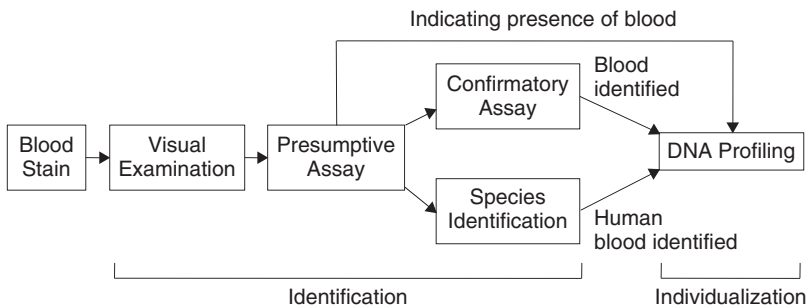 Indicating presence of blood
Blood
Stain
Visual
Examination
Presumptive
Assay
Confirmatory
Assay
Blood
identified
Species
Identification
Human
blood identified
DNA Profiling
Identification
Individualization